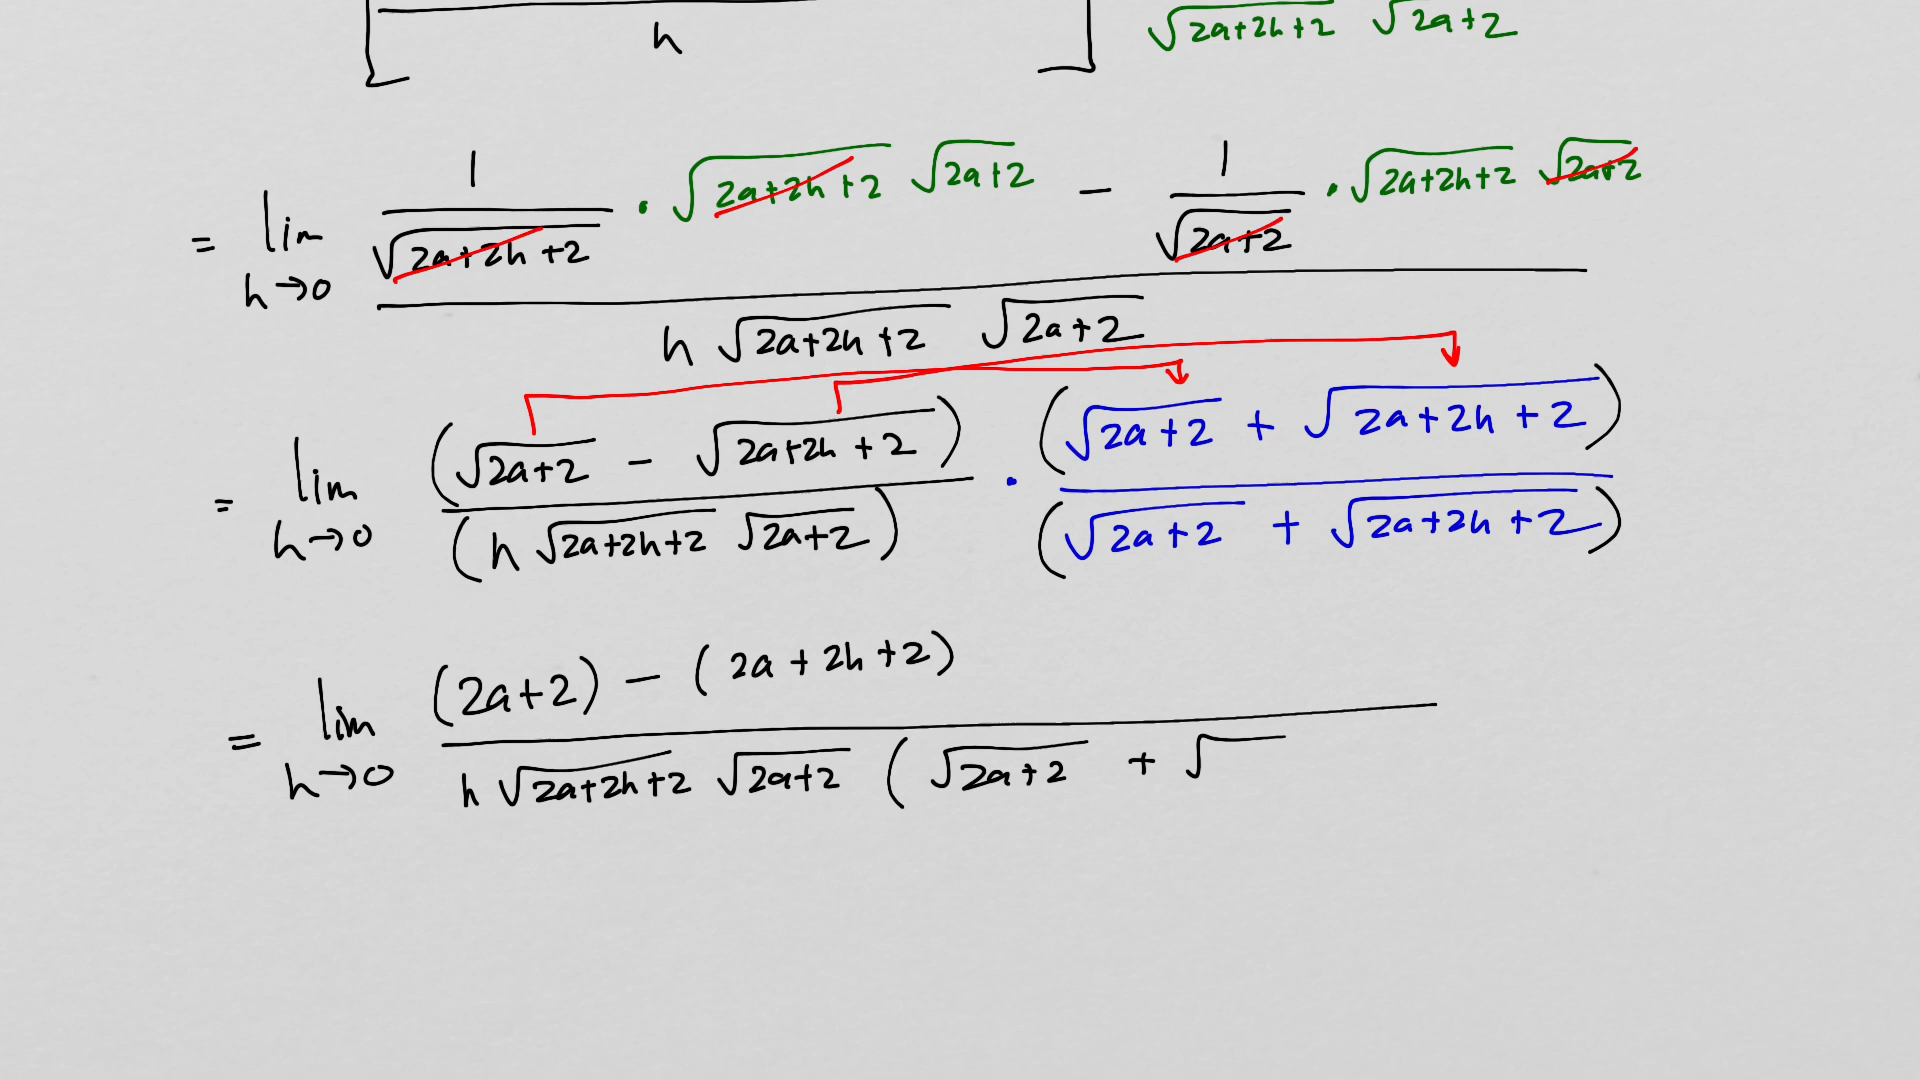 h √2a+2h+2 √2a+2
= lim h→0 1/√2a+2h+2 · √2a+2h+2 √2a+2 − 1/√2a+2 · √2a+2h+2 √2a+2
h √2a+2h+2 √2a+2
= lim h→0 (√2a+2 − √2a+2h+2) · (√2a+2 + √2a+2h+2)
(h √2a+2h+2 √2a+2) (√2a+2 + √2a+2h+2)
= lim h→0 (2a+2) − (2a+2h+2)
h √2a+2h+2 √2a+2 (√2a+2 + √